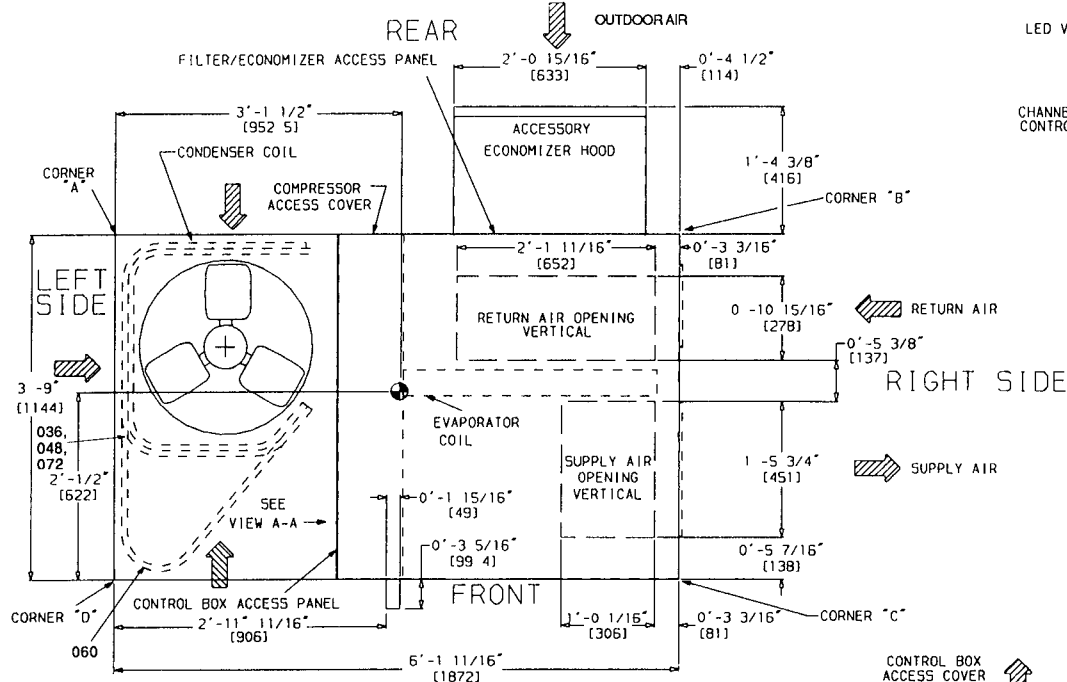 REAR
OUTDOOR AIR
LED V
FILTER/ECONOMIZER ACCESS PANEL
2'-0 15/16"
[633]
0'-4 1/2"
[114]
3'-1 1/2"
[952 5]
CHANNE
CONTRO
ACCESSORY
ECONOMIZER HOOD
CONDENSER COIL
1'-4 3/8"
[416]
CORNER
"A"
COMPRESSOR
ACCESS COVER
CORNER "B"
2'-1 11/16"
[652]
0'-3 3/16"
[81]
LEFT
SIDE
RETURN AIR OPENING
VERTICAL
0 -10 15/16"
[278]
RETURN AIR
0'-5 3/8"
[137]
3 -9"
[1144]
RIGHT SIDE
036,
048,
072
EVAPORATOR
COIL
2'-1/2"
[622]
SUPPLY AIR
OPENING
VERTICAL
1 -5 3/4"
[451]
SUPPLY AIR
SEE
VIEW A-A
0'-1 15/16"
[49]
0'-3 5/16"
[99 4]
0'-5 7/16"
[138]
FRONT
CORNER "D"
CONTROL BOX ACCESS PANEL
060
2'-11" 11/16"
[906]
1'-0 1/16"
[306]
0'-3 3/16"
[81]
CORNER "C"
6'-1 11/16"
[1872]
CONTROL BOX
ACCESS COVER